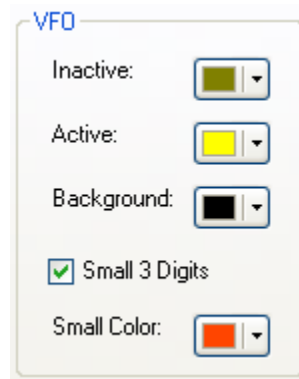 VFO
Inactive:
Active:
Background:
Small 3 Digits
Small Color: